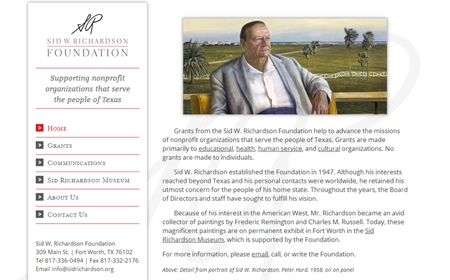 SR
SID W. RICHARDSON
FOUNDATION
Supporting nonprofit
organizations that serve
the people of Texas
HOME
GRANTS
COMMUNICATIONS
SID RICHARDSON MUSEUM
ABOUT US
CONTACT US
Sid W. Richardson Foundation
309 Main St. | Fort Worth, TX 76102
Tel 817-336-0494 | Fax 817-332-2176
Email info@sidrichardson.org
Grants from the Sid W. Richardson Foundation help to advance the missions
of nonprofit organizations that serve the people of Texas. Grants are made
primarily to educational, health, human service, and cultural organizations. No
grants are made to individuals.
Sid W. Richardson established the Foundation in 1947. Although his interests
reached beyond Texas and his personal contacts were worldwide, he retained his
utmost concern for the people of his home state. Throughout the years, the Board
of Directors and staff have sought to fulfill his vision.
Because of his interest in the American West, Mr. Richardson became an avid
collector of paintings by Frederic Remington and Charles M. Russell. Today, these
magnificent paintings are on permanent exhibit in Fort Worth in the Sid
Richardson Museum, which is supported by the Foundation.
For more information, please email, call, or write the Foundation.
Above: Detail from portrait of Sid W. Richardson. Peter Hurd. 1958. oil on panel